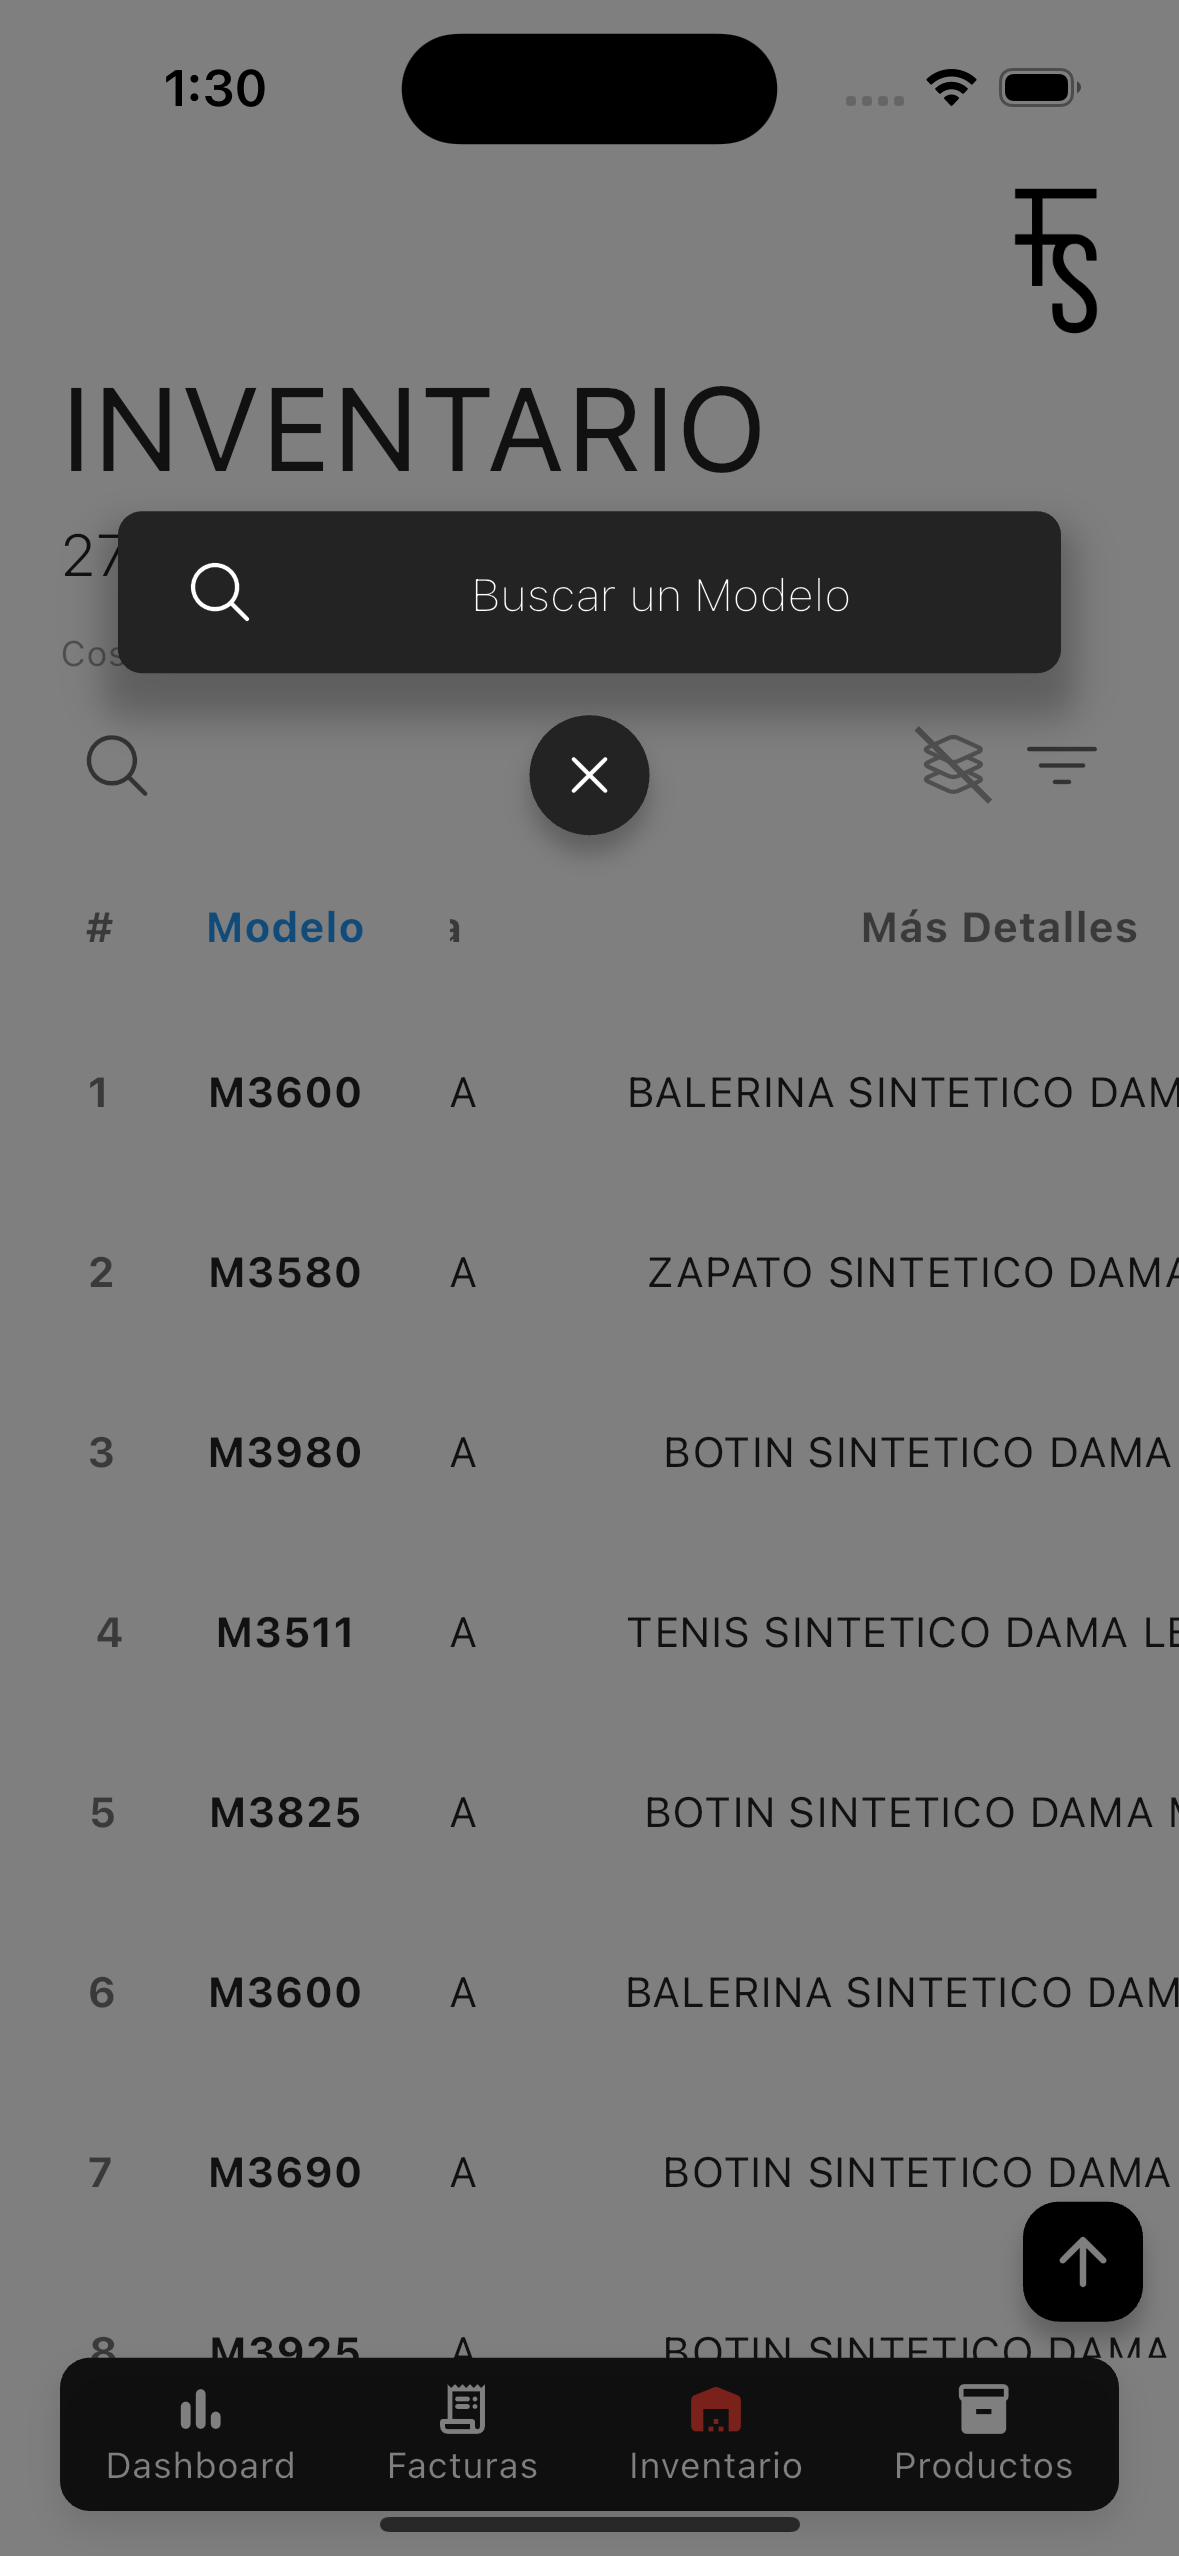 1:30
FS
INVENTARIO
27
Buscar un Modelo
Cos
# Modelo a Más Detalles
1 M3600 A BALERINA SINTETICO DAM
2 M3580 A ZAPATO SINTETICO DAMA
3 M3980 A BOTIN SINTETICO DAMA
4 M3511 A TENIS SINTETICO DAMA LE
5 M3825 A BOTIN SINTETICO DAMA M
6 M3600 A BALERINA SINTETICO DAM
7 M3690 A BOTIN SINTETICO DAMA
8 M3925 A BOTIN SINTETICO DAMA
Dashboard Facturas Inventario Productos